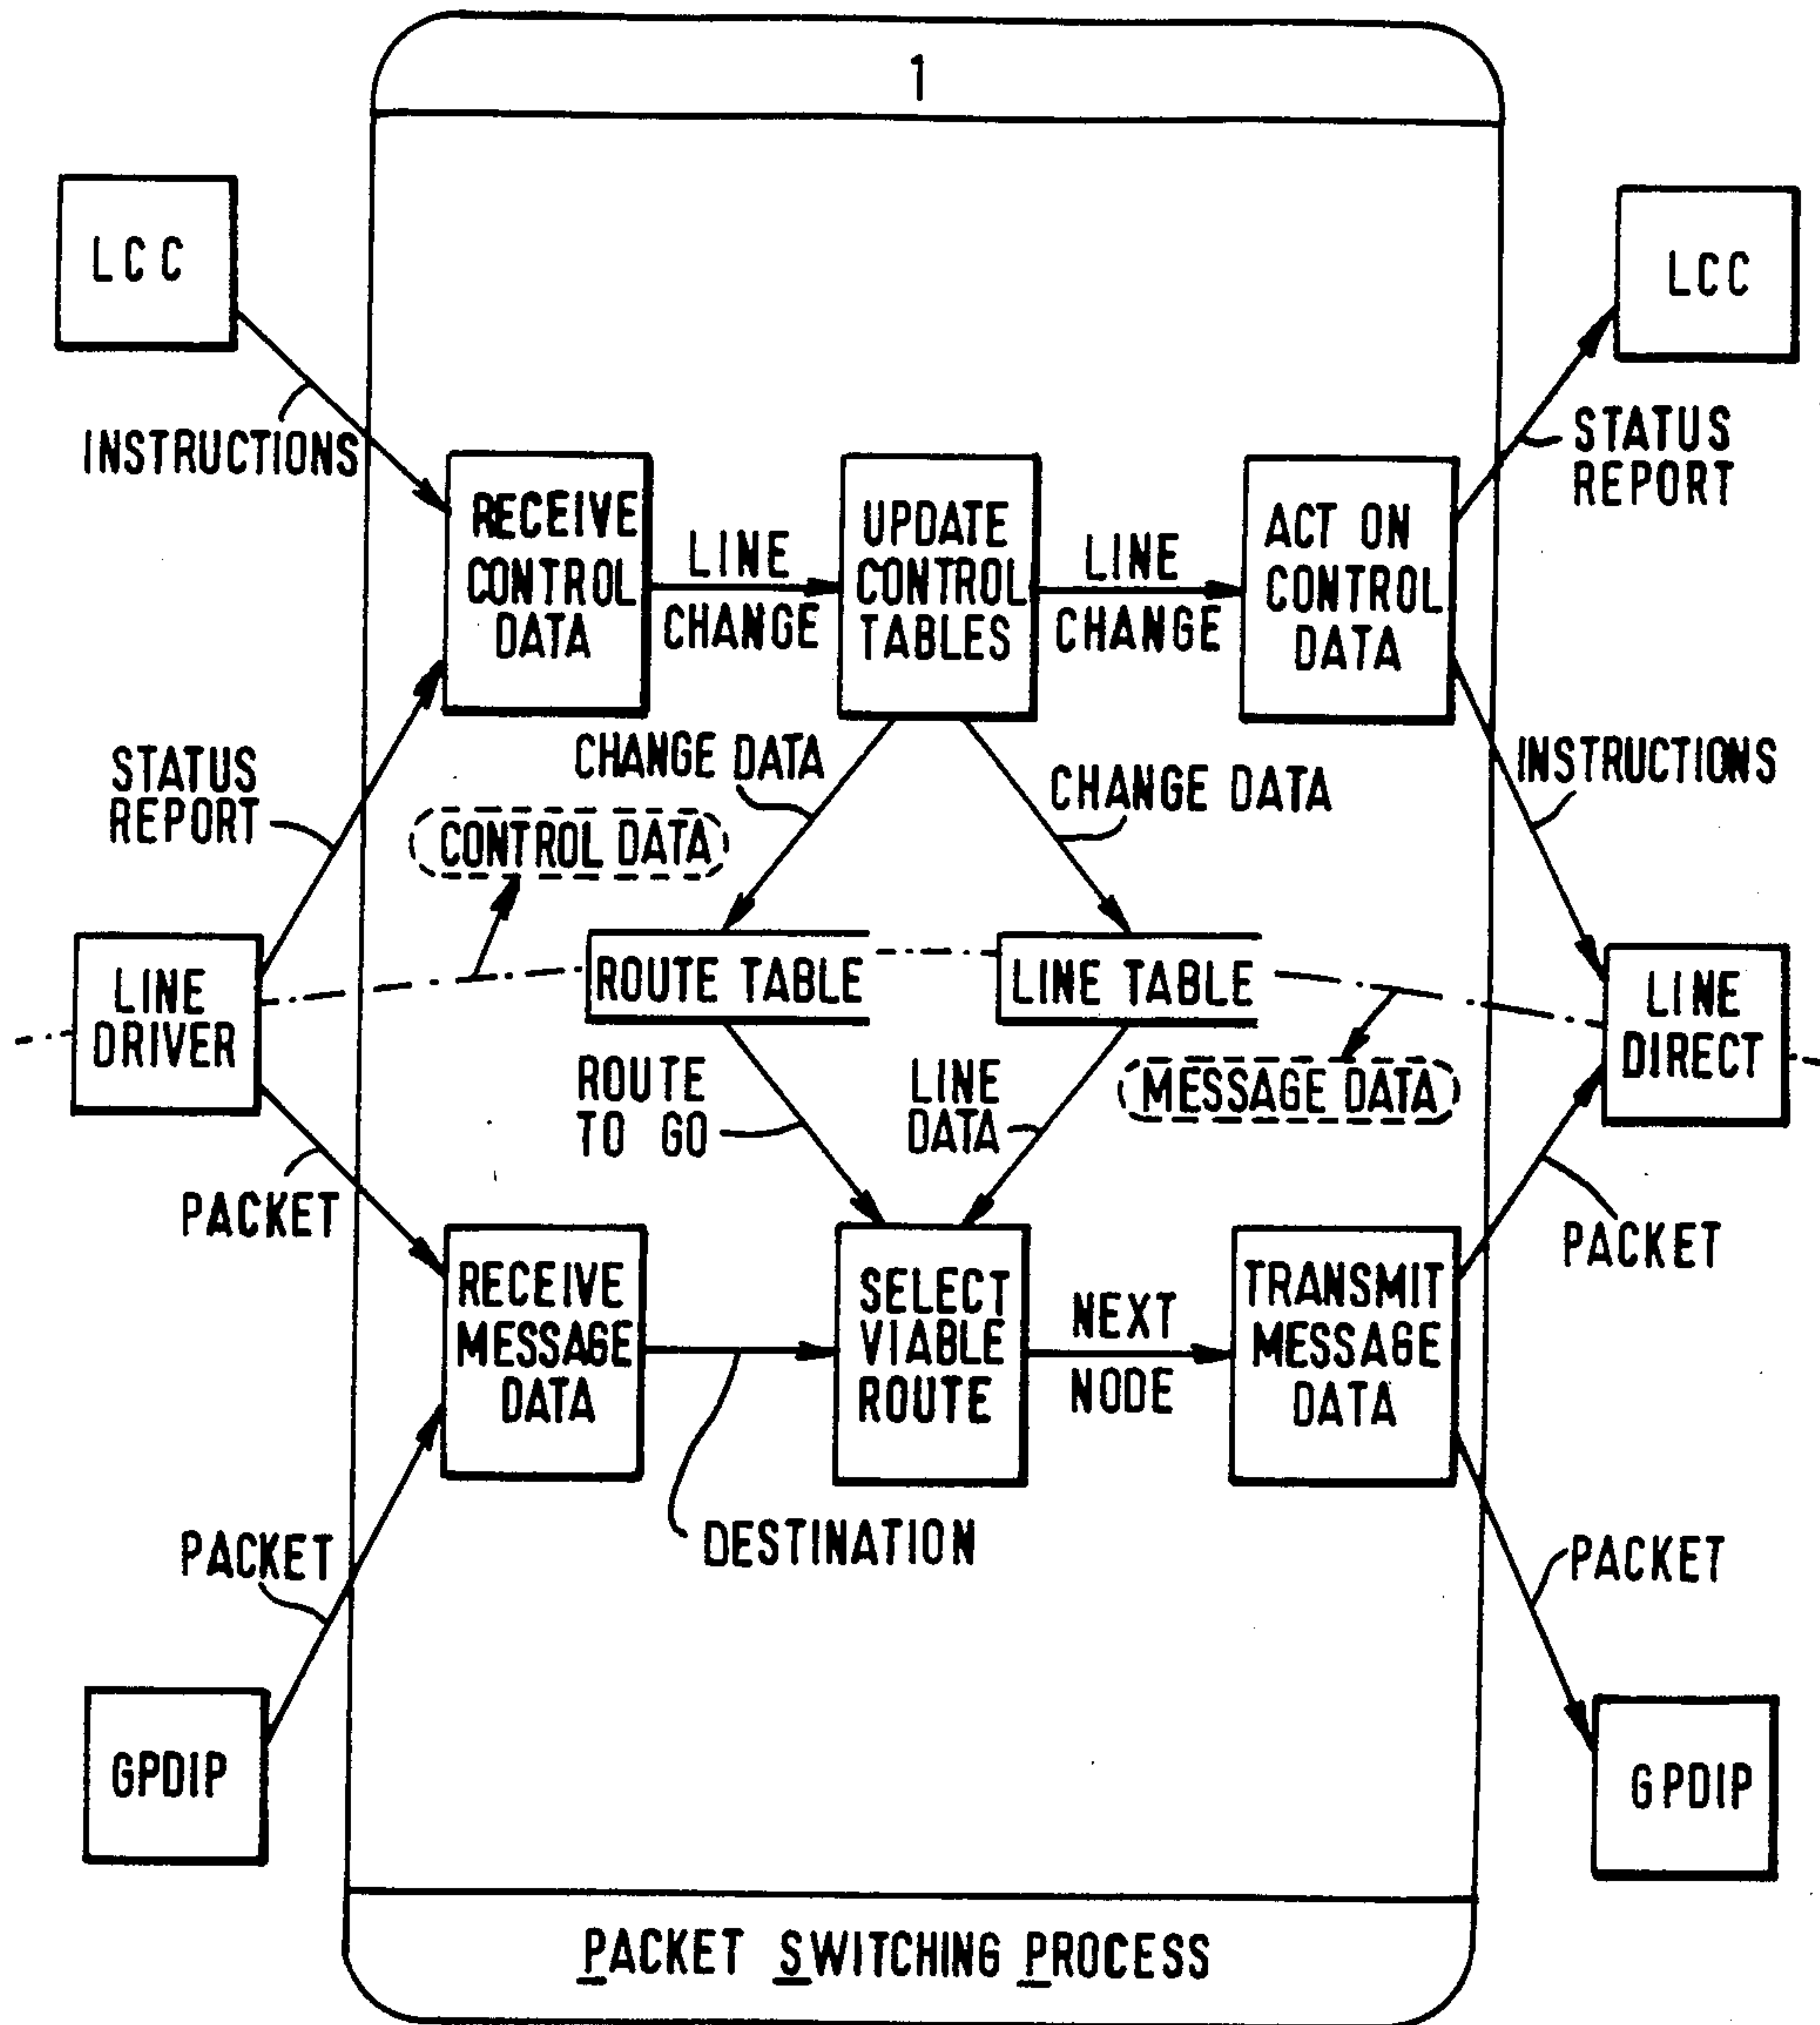 1
LCC
LCC
INSTRUCTIONS
STATUS
REPORT
RECEIVE
CONTROL
DATA
LINE
CHANGE
UPDATE
CONTROL
TABLES
LINE
CHANGE
ACT ON
CONTROL
DATA
STATUS
REPORT
CHANGE DATA
CHANGE DATA
INSTRUCTIONS
CONTROL DATA
LINE
DRIVER
ROUTE TABLE
LINE TABLE
LINE
DIRECT
ROUTE
TO GO
LINE
DATA
MESSAGE DATA
PACKET
PACKET
RECEIVE
MESSAGE
DATA
SELECT
VIABLE
ROUTE
NEXT
NODE
TRANSMIT
MESSAGE
DATA
DESTINATION
PACKET
PACKET
GPDIP
GPDIP
PACKET SWITCHING PROCESS